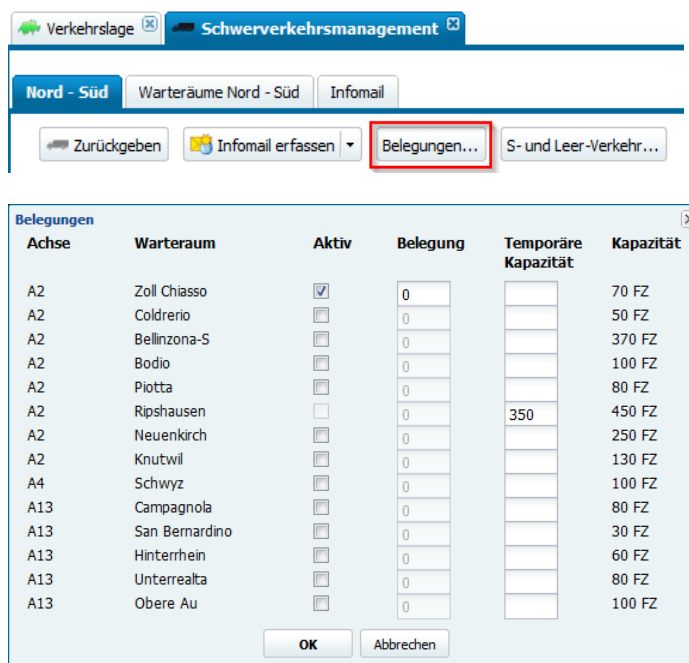 Verkehrslage Schwerverkehrsmanagement
Nord - Süd Warteräume Nord - Süd Infomail
Zurückgeben Infomail erfassen Belegungen... S- und Leer-Verkehr...
Belegungen
Achse Warteraum Aktiv Belegung Temporäre Kapazität Kapazität
A2 Zoll Chiasso 0 70 FZ
A2 Coldrerio 0 50 FZ
A2 Bellinzona-S 0 370 FZ
A2 Bodio 0 100 FZ
A2 Piotta 0 80 FZ
A2 Ripshausen 0 350 450 FZ
A2 Neuenkirch 0 250 FZ
A2 Knutwil 0 130 FZ
A4 Schwyz 0 100 FZ
A13 Campagnola 0 80 FZ
A13 San Bernardino 0 30 FZ
A13 Hinterrhein 0 60 FZ
A13 Unterrealta 0 80 FZ
A13 Obere Au 0 100 FZ
OK Abbrechen